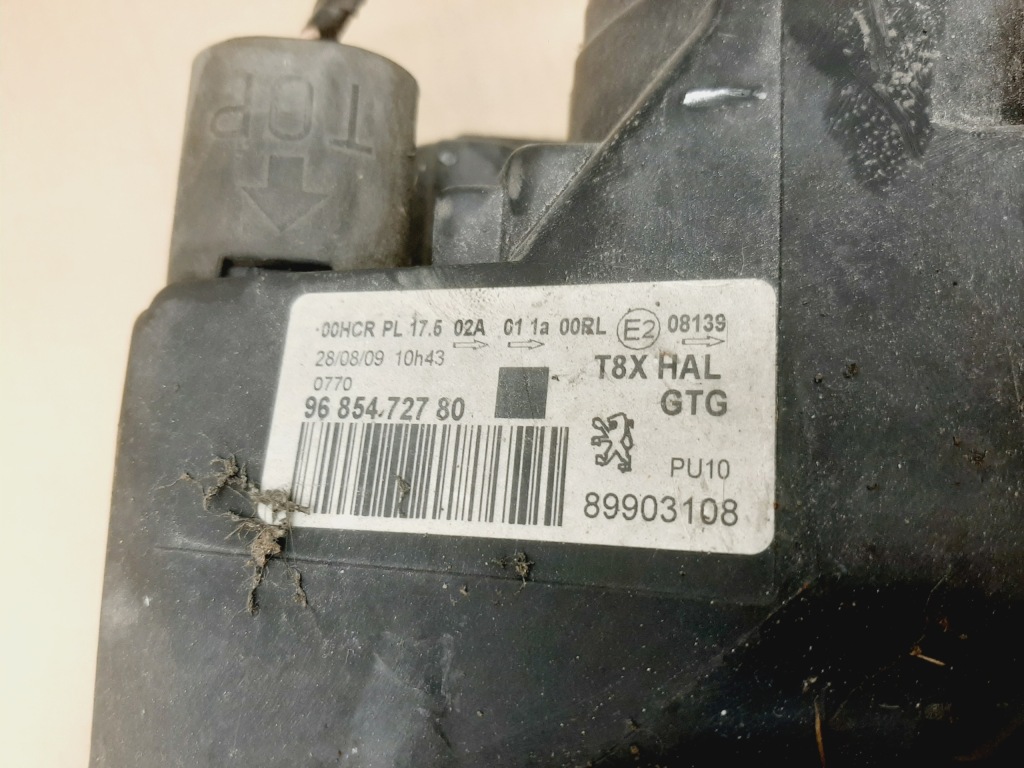 TOP
00HCR PL 17.5 02A 01 1a 00RL E2 08139
28/08/09 10h43
T8X HAL
0770
GTG
96 854 727 80
PU10
89903108